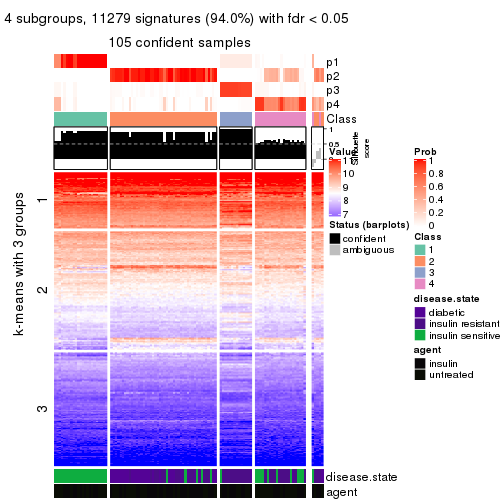 4 subgroups, 11279 signatures (94.0%) with fdr < 0.05
105 confident samples
p1
p2
p3
p4
Class
1
0.5
0
Silhouette
score
k-means with 3 groups
1
2
3
disease.state
agent
Value
11
10
9
8
7
Status (barplots)
confident
ambiguous
Prob
1
0.8
0.6
0.4
0.2
0
Class
1
2
3
4
disease.state
diabetic
insulin resistant
insulin sensitive
agent
insulin
untreated